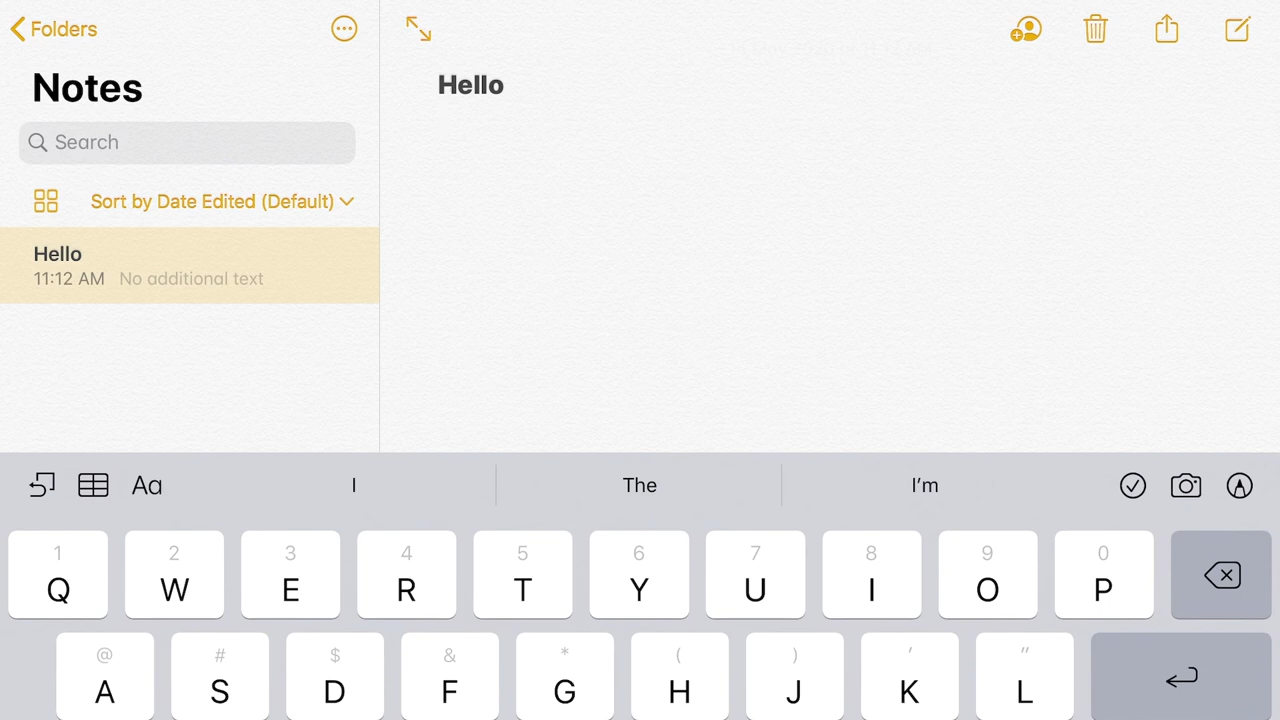 Folders
Notes
Search
Sort by Date Edited (Default)
Hello
11:12 AM No additional text
Hello
Aa
I The I’m
1 2 3 4 5 6 7 8 9 0
Q W E R T Y U I O P
@ # $ & * ( ) ' "
A S D F G H J K L